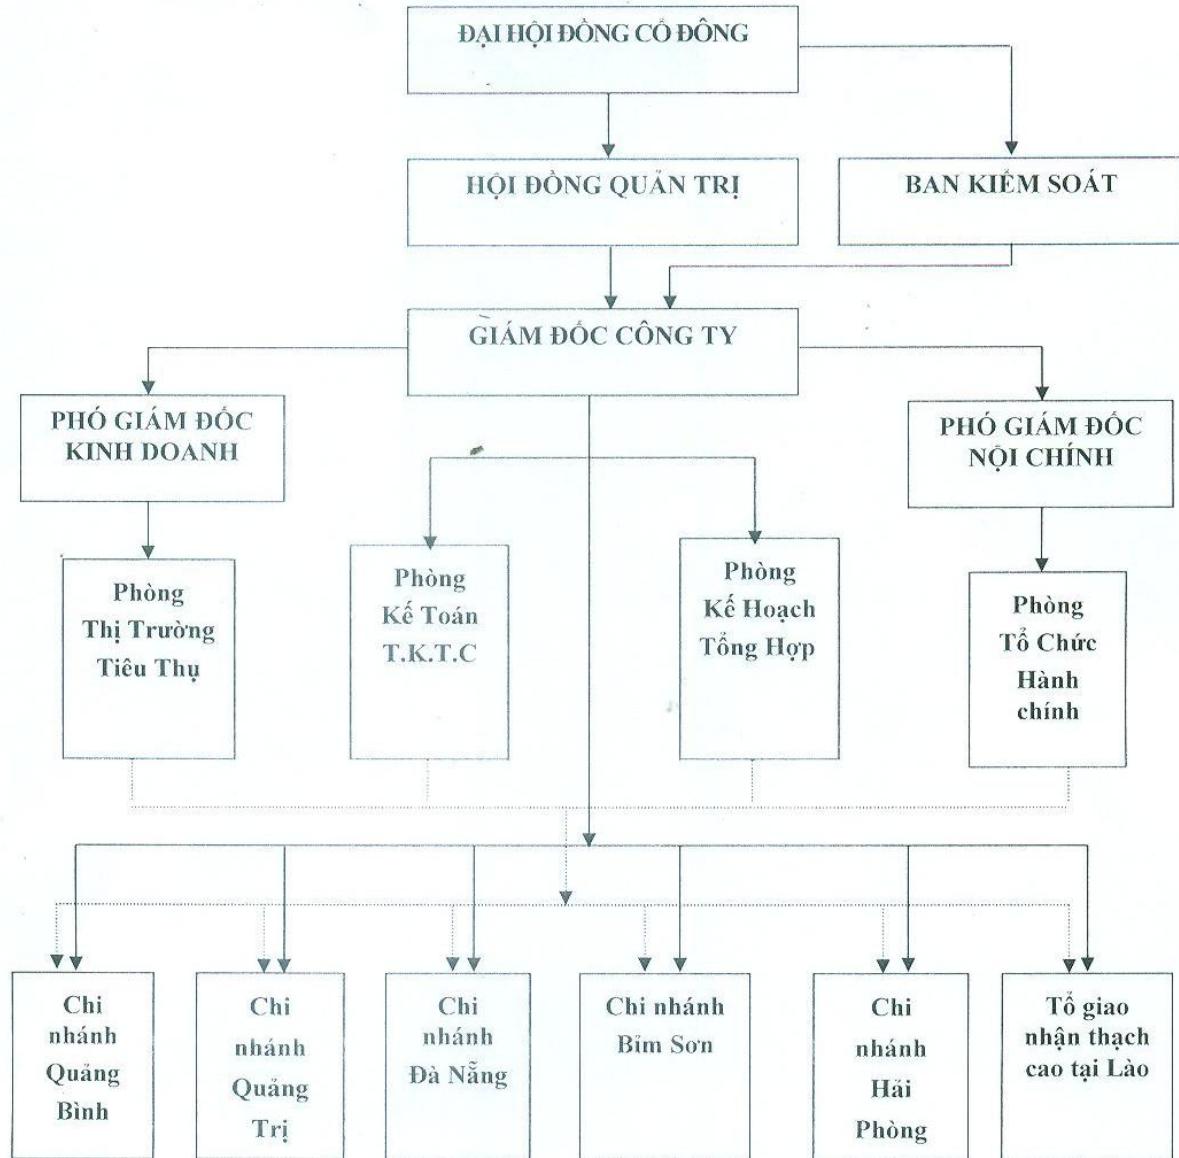 ĐẠI HỘI ĐỒNG CỔ ĐÔNG
HỘI ĐỒNG QUẢN TRỊ
BAN KIỂM SOÁT
GIÁM ĐỐC CÔNG TY
PHÓ GIÁM ĐỐC
KINH DOANH
PHÓ GIÁM ĐỐC
NỘI CHÍNH
Phòng
Thị Trường
Tiêu Thụ
Phòng
Kế Toán
T.K.T.C
Phòng
Kế Hoạch
Tổng Hợp
Phòng
Tổ Chức
Hành
chính
Chi
nhánh
Quảng
Bình
Chi
nhánh
Quảng
Trị
Chi
nhánh
Đà Nẵng
Chi nhánh
Bỉm Sơn
Chi
nhánh
Hải
Phòng
Tổ giao
nhận thạch
cao tại Lào